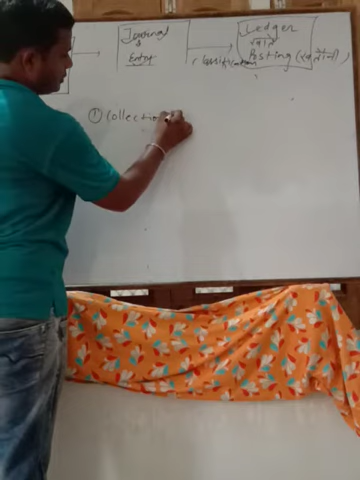 Journal
Entry
Classification
Ledger
Posting
① Collection